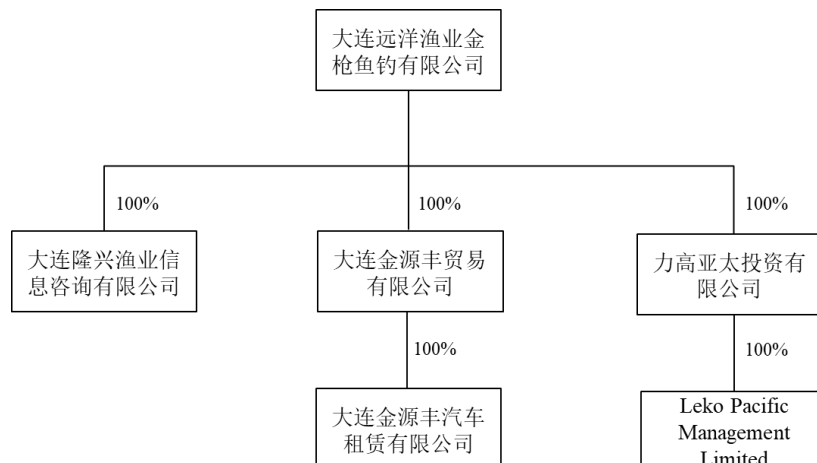 大连远洋渔业金
枪鱼钓有限公司
100%
100%
100%
大连隆兴渔业信
息咨询有限公司
大连金源丰贸易
有限公司
力高亚太投资有
限公司
100%
100%
大连金源丰汽车
租赁有限公司
Leko Pacific
Management
Limited